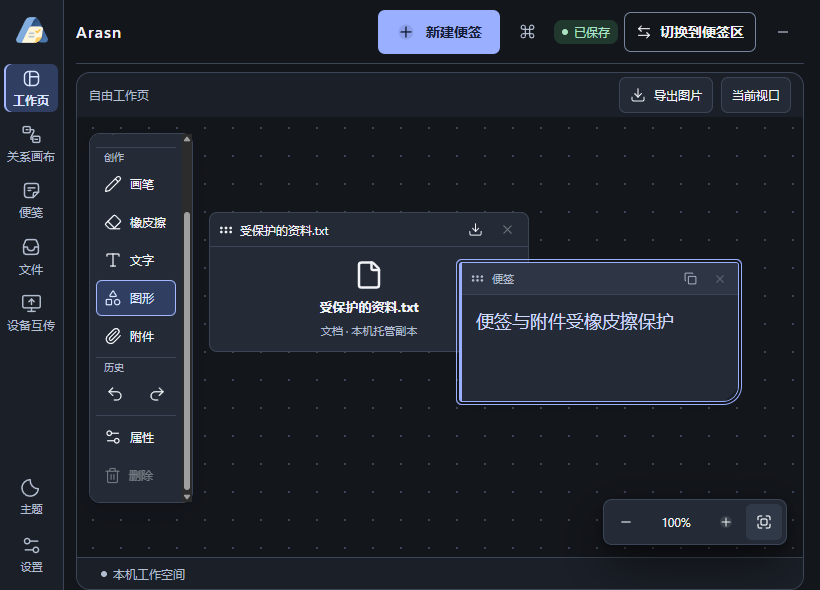 Arasn
新建便签
已保存
切换到便签区
工作页
关系画布
便笺
文件
设备互传
主题
设置
自由工作页
导出图片
当前视口
创作
画笔
橡皮擦
文字
图形
附件
历史
属性
删除
受保护的资料.txt
受保护的资料.txt
文档 · 本机托管副本
便签
便签与附件受橡皮擦保护
100%
本机工作空间